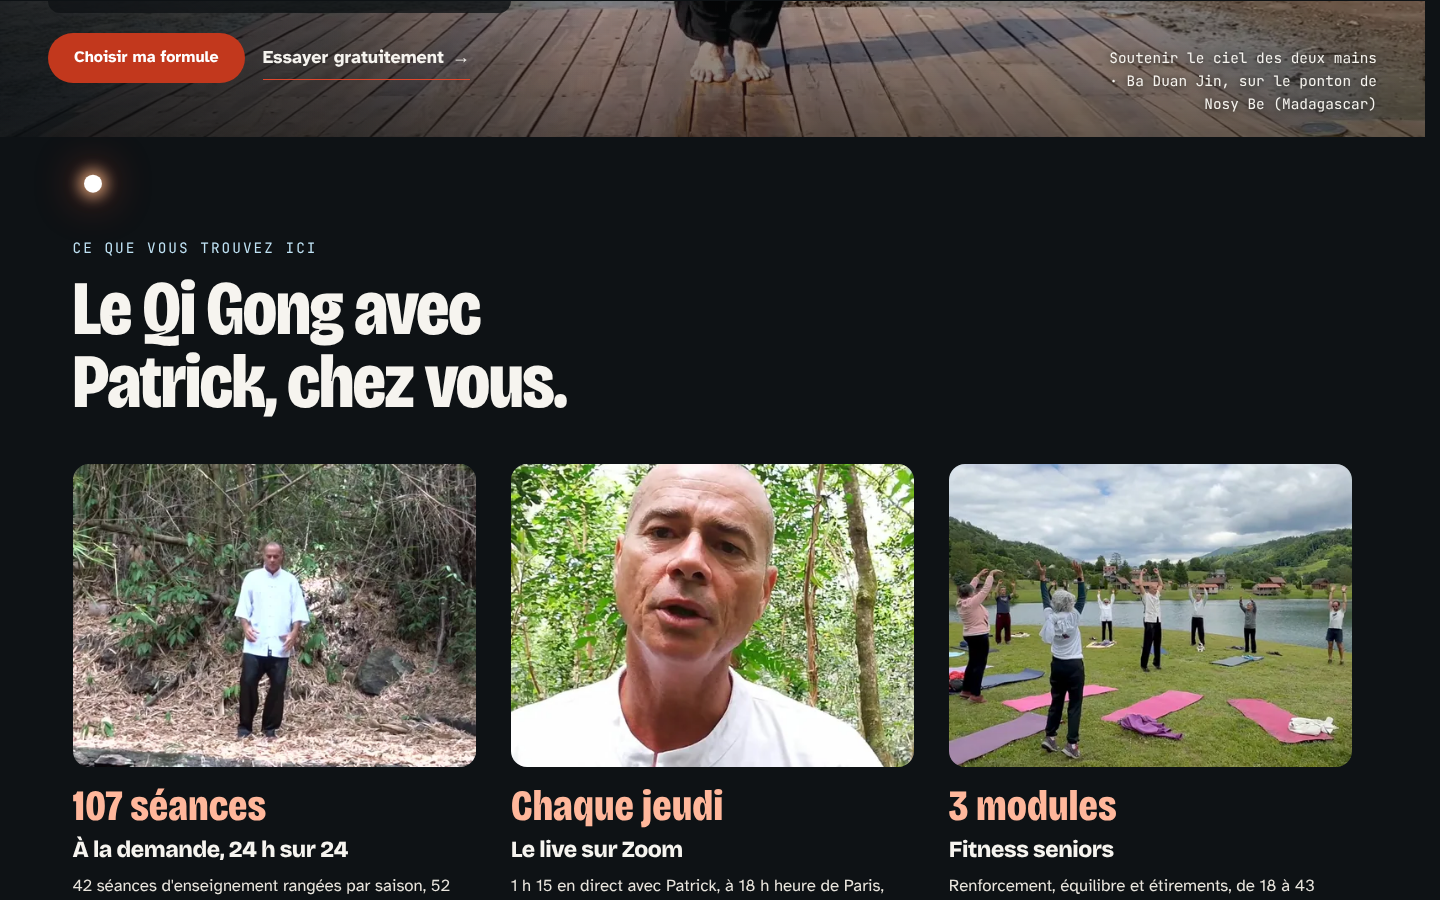 Choisir ma formule
Essayer gratuitement →
Soutenir le ciel des deux mains
· Ba Duan Jin, sur le ponton de
Nosy Be (Madagascar)
CE QUE VOUS TROUVEZ ICI
Le Qi Gong avec
Patrick, chez vous.
107 séances
À la demande, 24 h sur 24
42 séances d'enseignement rangées par saison, 52
Chaque jeudi
Le live sur Zoom
1 h 15 en direct avec Patrick, à 18 h heure de Paris,
3 modules
Fitness seniors
Renforcement, équilibre et étirements, de 18 à 43